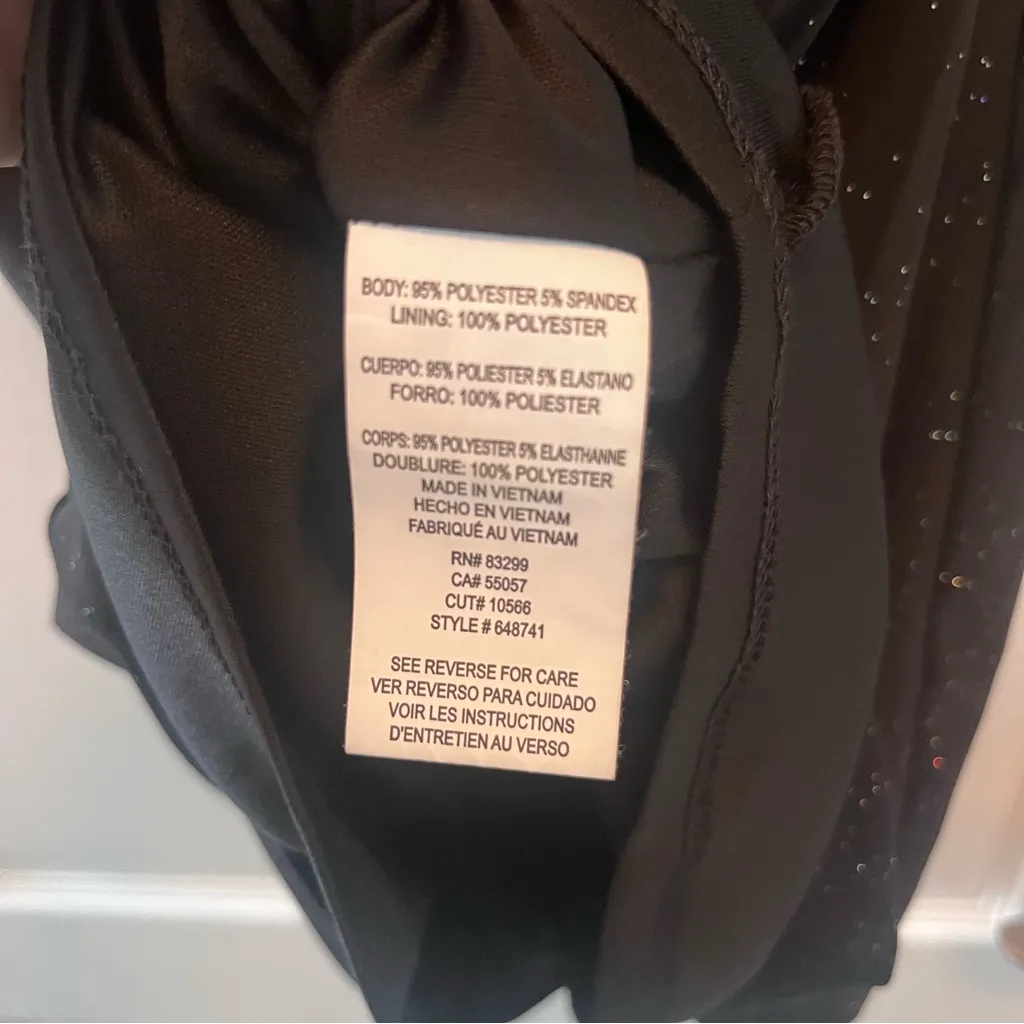 BODY: 95% POLYESTER 5% SPANDEX
LINING: 100% POLYESTER
CUERPO: 95% POLIESTER 5% ELASTANO
FORRO: 100% POLIESTER
CORPS: 95% POLYESTER 5% ELASTHANNE
DOUBLURE: 100% POLYESTER
MADE IN VIETNAM
HECHO EN VIETNAM
FABRIQUÉ AU VIETNAM
RN# 83299
CA# 55057
CUT# 10566
STYLE # 648741
SEE REVERSE FOR CARE
VER REVERSO PARA CUIDADO
VOIR LES INSTRUCTIONS
D'ENTRETIEN AU VERSO